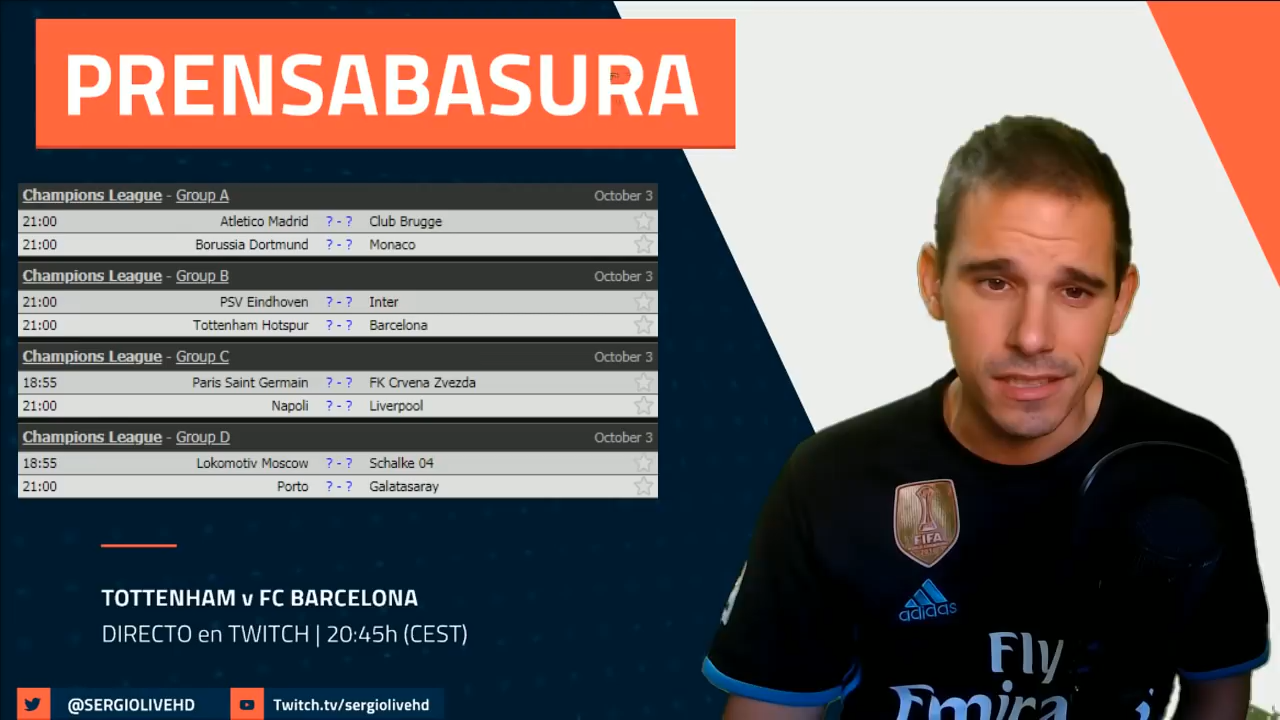 PRENSABASURA
Champions League - Group A October 3
21:00 Atletico Madrid ? - ? Club Brugge
21:00 Borussia Dortmund ? - ? Monaco
Champions League - Group B October 3
21:00 PSV Eindhoven ? - ? Inter
21:00 Tottenham Hotspur ? - ? Barcelona
Champions League - Group C October 3
18:55 Paris Saint Germain ? - ? FK Crvena Zvezda
21:00 Napoli ? - ? Liverpool
Champions League - Group D October 3
18:55 Lokomotiv Moscow ? - ? Schalke 04
21:00 Porto ? - ? Galatasaray
TOTTENHAM v FC BARCELONA
DIRECTO en TWITCH | 20:45h (CEST)
@SERGIOLIVEHD Twitch.tv/sergiolivehd
FIFA
adidas
Fly